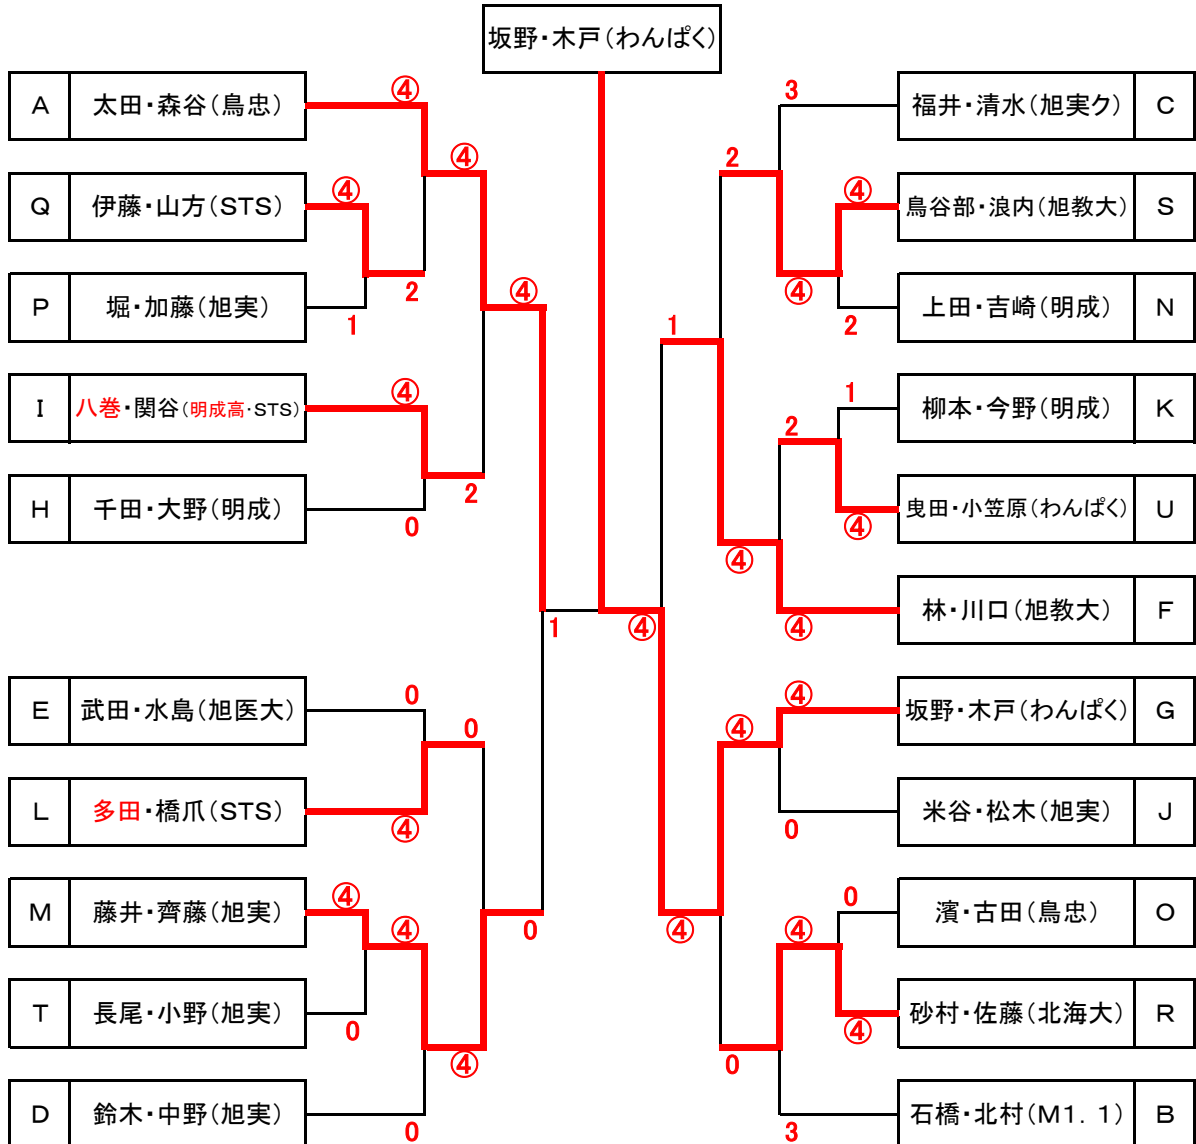 坂野・木戸(わんぱく)
A 太田・森谷(鳥忠) ④ 3 福井・清水(旭実ク) C
④ 2
Q 伊藤・山方(STS) ④ ④ 鳥谷部・浪内(旭教大) S
2 ④ ④
P 堀・加藤(旭実) 1 1 2 上田・吉崎(明成) N
I 八巻・関谷(明成高・STS) ④ 1 柳本・今野(明成) K
2
2
H 千田・大野(明成) 0 ④ 曳田・小笠原(わんぱく) U
④
1 ④ ④ 林・川口(旭教大) F
E 武田・水島(旭医大) 0 ④ 坂野・木戸(わんぱく) G
0 ④
L 多田・橋爪(STS) ④ 0 米谷・松木(旭実) J
M 藤井・齊藤(旭実) ④ 0 濱・古田(鳥忠) O
④ 0 ④ ④
T 長尾・小野(旭実) 0 ④ 砂村・佐藤(北海大) R
④ 0
D 鈴木・中野(旭実) 0 3 石橋・北村(M1.1) B